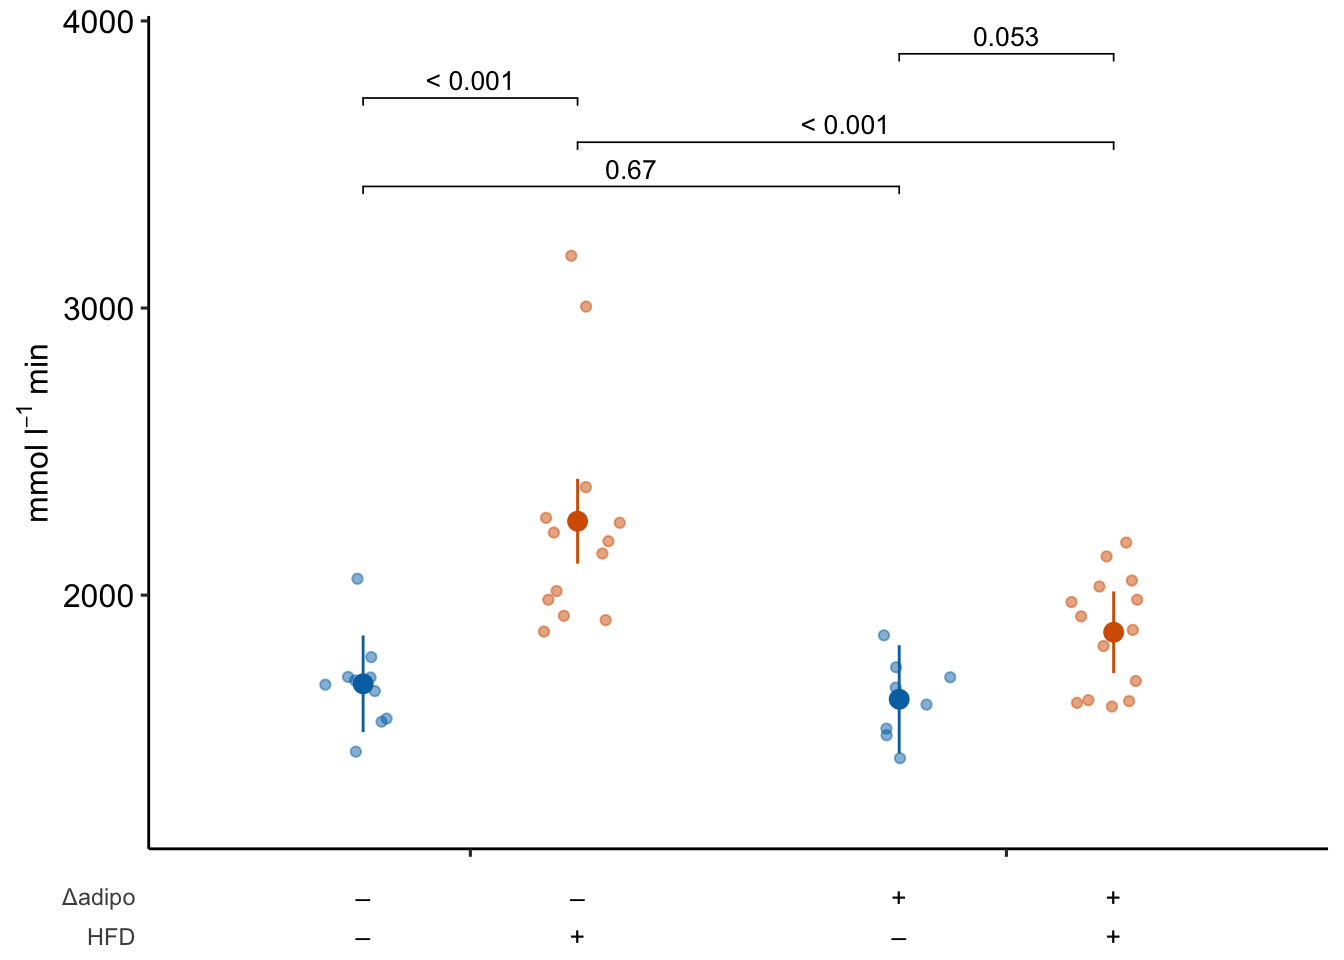 4000
0.053
< 0.001
< 0.001
0.67
3000
2000
mmol l⁻¹ min
Δadipo – – + +
HFD – + – +